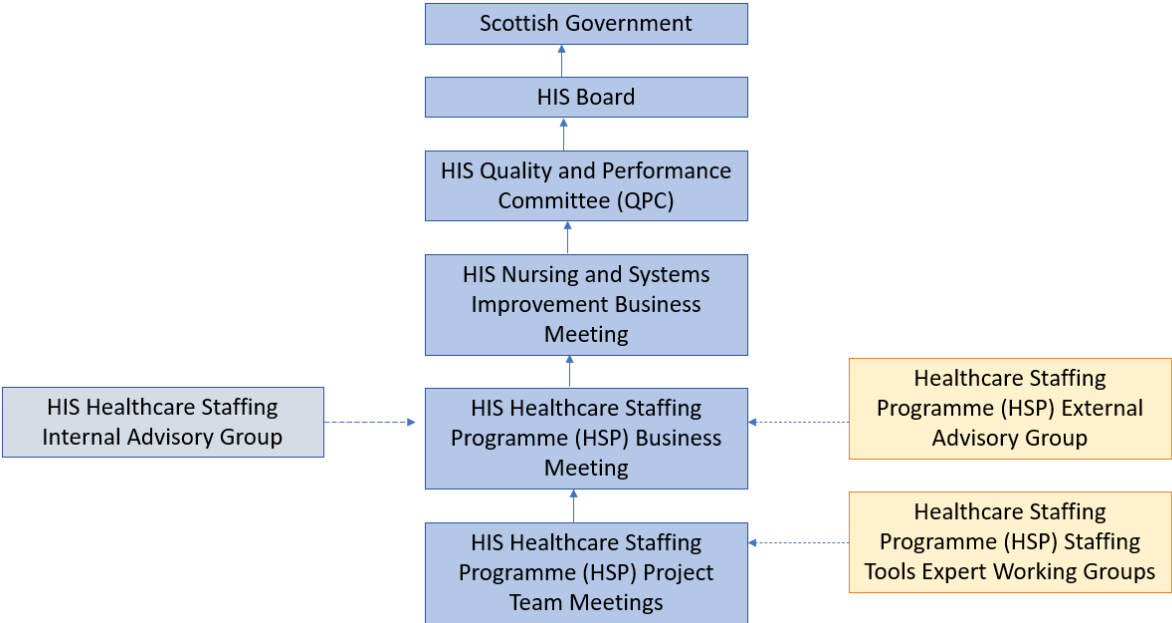 Scottish Government
HIS Board
HIS Quality and Performance
Committee (QPC)
HIS Nursing and Systems
Improvement Business
Meeting
HIS Healthcare Staffing
Internal Advisory Group
HIS Healthcare Staffing
Programme (HSP) Business
Meeting
Healthcare Staffing
Programme (HSP) External
Advisory Group
HIS Healthcare Staffing
Programme (HSP) Project
Team Meetings
Healthcare Staffing
Programme (HSP) Staffing
Tools Expert Working Groups